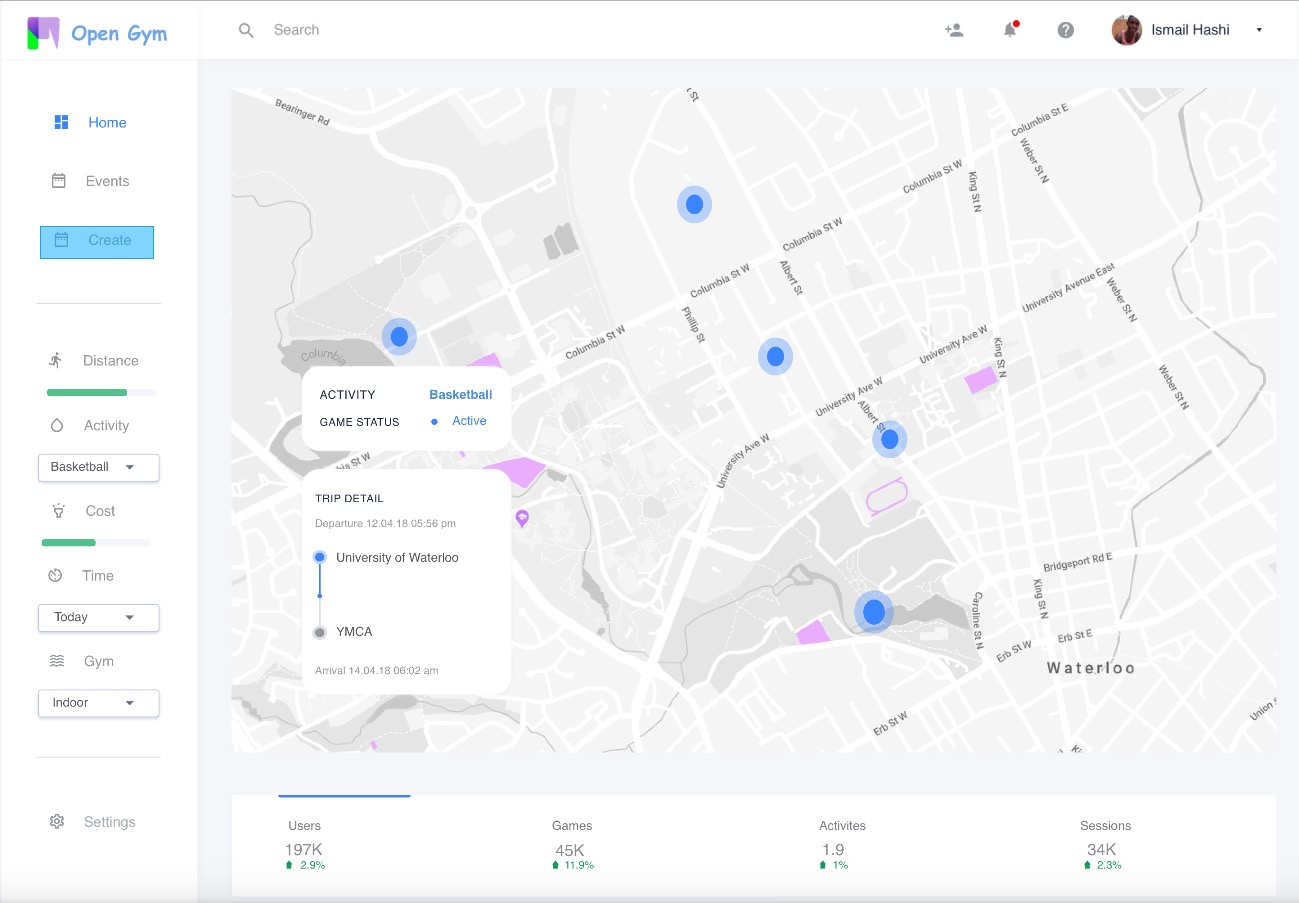 Open Gym
Search
Ismail Hashi
Home
Events
Create
Distance
Activity
Basketball
Cost
Time
Today
Gym
Indoor
Settings
Bearinger Rd
St
Columbia St E
Weber St N
Columbia St W
King St N
Columbia St W
Albert St
Columbia St W
University Avenue East
Weber St N
Phillip St
Columbia St W
University Ave W
King St N
Columbia
University Ave W
Weber St N
Albert St
ACTIVITY Basketball
GAME STATUS Active
bia St W
University Ave W
TRIP DETAIL
Departure 12.04.18 05:56 pm
University of Waterloo
YMCA
Arrival 14.04.18 06:02 am
Bridgeport Rd E
King St N
Caroline St N
Erb St E
Erb St W
Waterloo
Erb St W
Union S
Ki
Users
197K
2.9%
Games
45K
11.9%
Activites
1.9
1%
Sessions
34K
2.3%